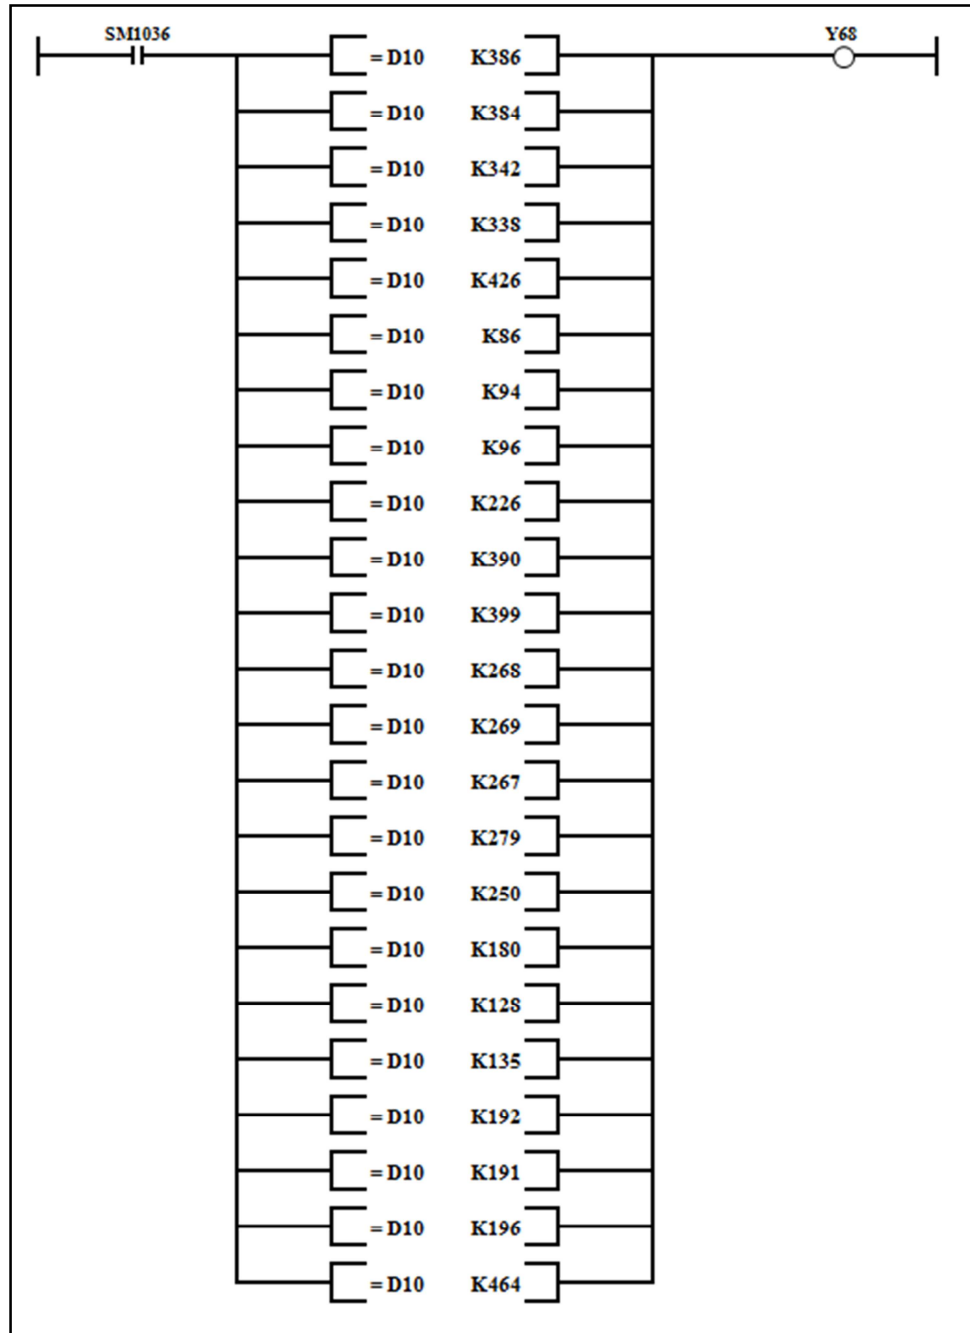 SM1036 Y68
= D10 K386
= D10 K384
= D10 K342
= D10 K338
= D10 K426
= D10 K86
= D10 K94
= D10 K96
= D10 K226
= D10 K390
= D10 K399
= D10 K268
= D10 K269
= D10 K267
= D10 K279
= D10 K250
= D10 K180
= D10 K128
= D10 K135
= D10 K192
= D10 K191
= D10 K196
= D10 K464